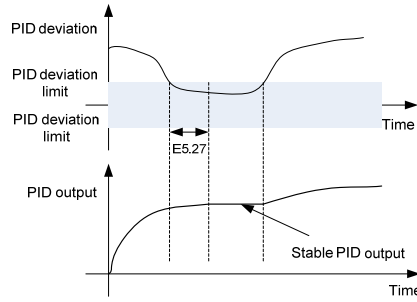 PID deviation
PID deviation
limit
PID deviation
limit
Time
E5.27
PID output
Stable PID output
Time